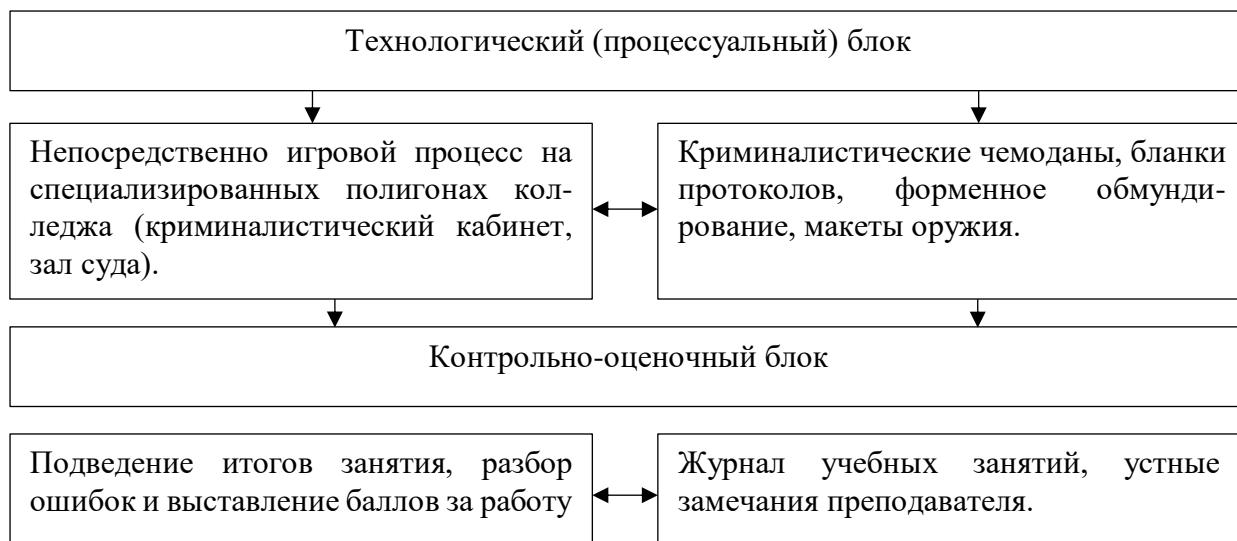 Технологический (процессуальный) блок
Непосредственно игровой процесс на
специализированных полигонах кол-
леджа (криминалистический кабинет,
зал суда).
Криминалистические чемоданы, бланки
протоколов, форменное обмунди-
рование, макеты оружия.
Контрольно-оценочный блок
Подведение итогов занятия, разбор
ошибок и выставление баллов за работу
Журнал учебных занятий, устные
замечания преподавателя.